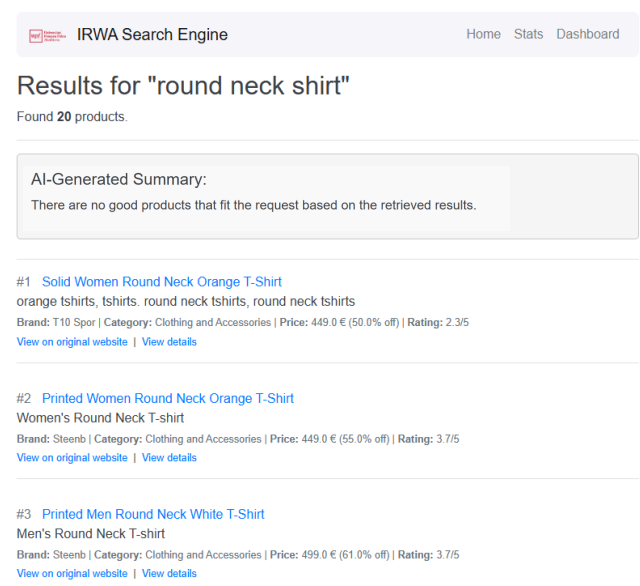 upf.
IRWA Search Engine
Home Stats Dashboard
Results for "round neck shirt"
Found 20 products.
AI-Generated Summary:
There are no good products that fit the request based on the retrieved results.
#1 Solid Women Round Neck Orange T-Shirt
orange tshirts, tshirts. round neck tshirts, round neck tshirts
Brand: T10 Spor | Category: Clothing and Accessories | Price: 449.0 € (50.0% off) | Rating: 2.3/5
View on original website | View details
#2 Printed Women Round Neck Orange T-Shirt
Women's Round Neck T-shirt
Brand: Steenb | Category: Clothing and Accessories | Price: 449.0 € (55.0% off) | Rating: 3.7/5
View on original website | View details
#3 Printed Men Round Neck White T-Shirt
Men's Round Neck T-shirt
Brand: Steenb | Category: Clothing and Accessories | Price: 499.0 € (61.0% off) | Rating: 3.7/5
View on original website | View details